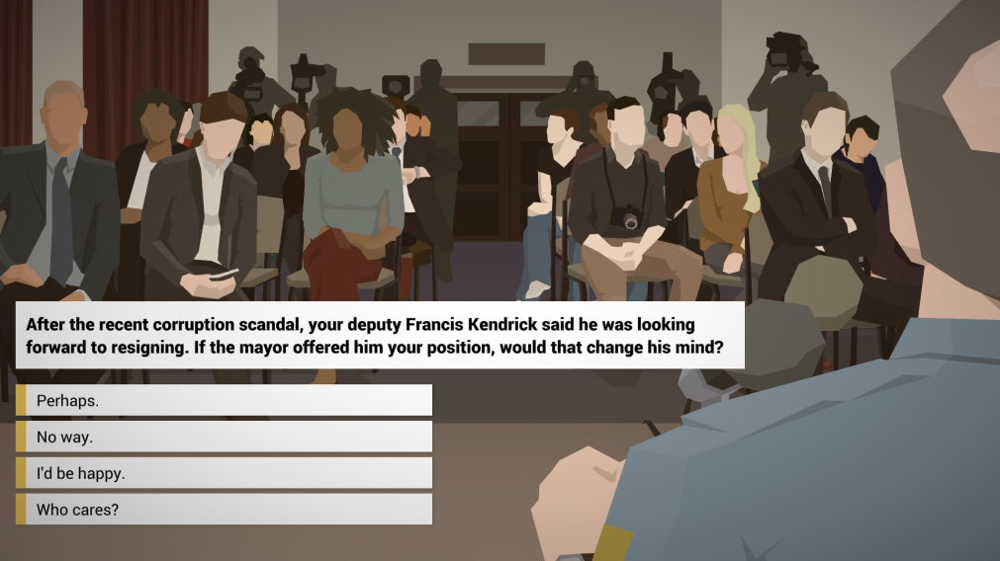 After the recent corruption scandal, your deputy Francis Kendrick said he was looking
forward to resigning. If the mayor offered him your position, would that change his mind?
Perhaps.
No way.
I'd be happy.
Who cares?